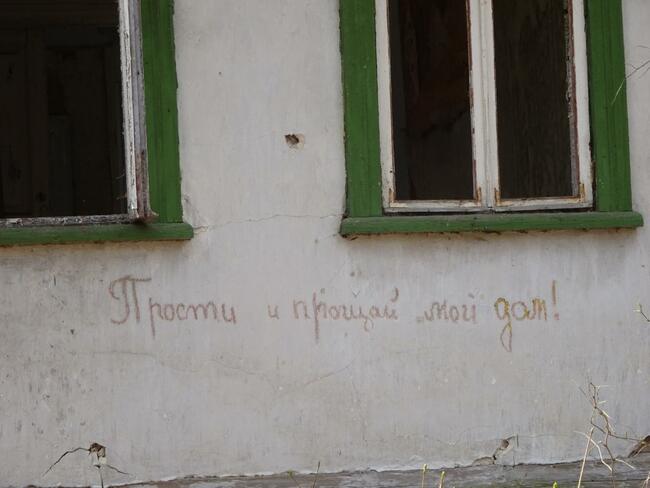 Прости и прощай мой дом!